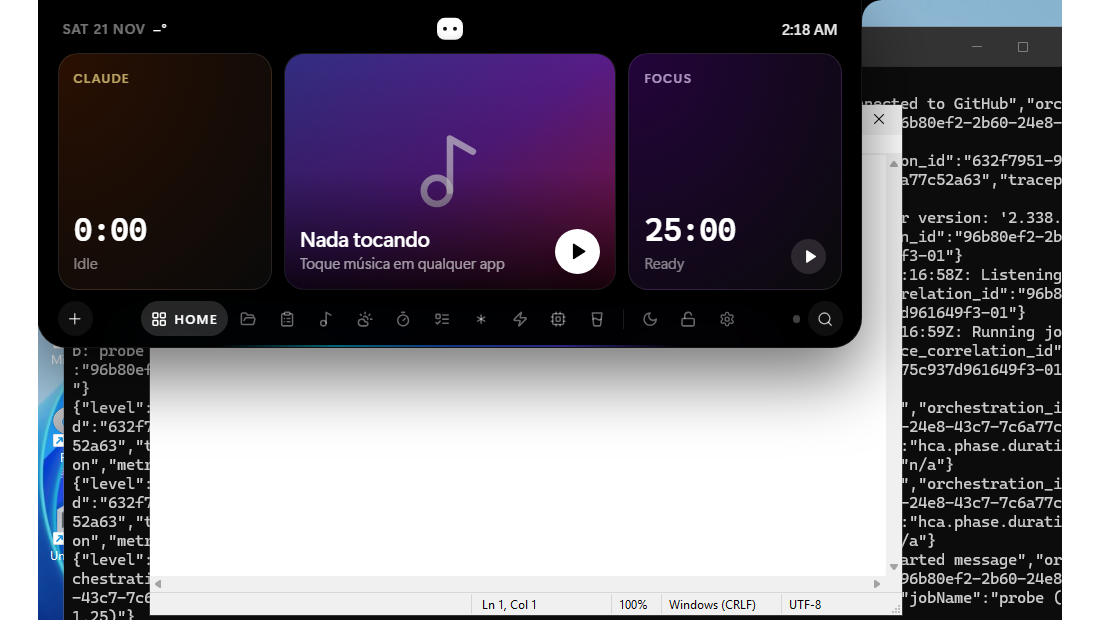 SAT 21 NOV –°
2:18 AM
CLAUDE
0:00
Idle
Nada tocando
Toque música em qualquer app
FOCUS
25:00
Ready
HOME
nected to GitHub","orc
6b80ef2-2b60-24e8-
on_id":"632f7951-9
a77c52a63","tracep
r version: '2.338.
n_id":"96b80ef2-2b
f3-01"}
:16:58Z: Listening
relation_id":"96b8
d961649f3-01"}
16:59Z: Running jo
b: probe
ce_correlation_id"
:"96b80ef
75c937d961649f3-01
"}
{"level":
","orchestration_i
d":"632f7
-24e8-43c7-7c6a77c
52a63","t
:"hca.phase.durati
on","metr
"n/a"}
{"level":
","orchestration_i
d":"632f7
-24e8-43c7-7c6a77c
52a63","t
:"hca.phase.durati
on","metr
/a"}
{"level":
arted message","or
chestrati
96b80ef2-2b60-24e8
-43c7-7c6
"jobName":"probe (
1.25)"}
Ln 1, Col 1
100%
Windows (CRLF)
UTF-8